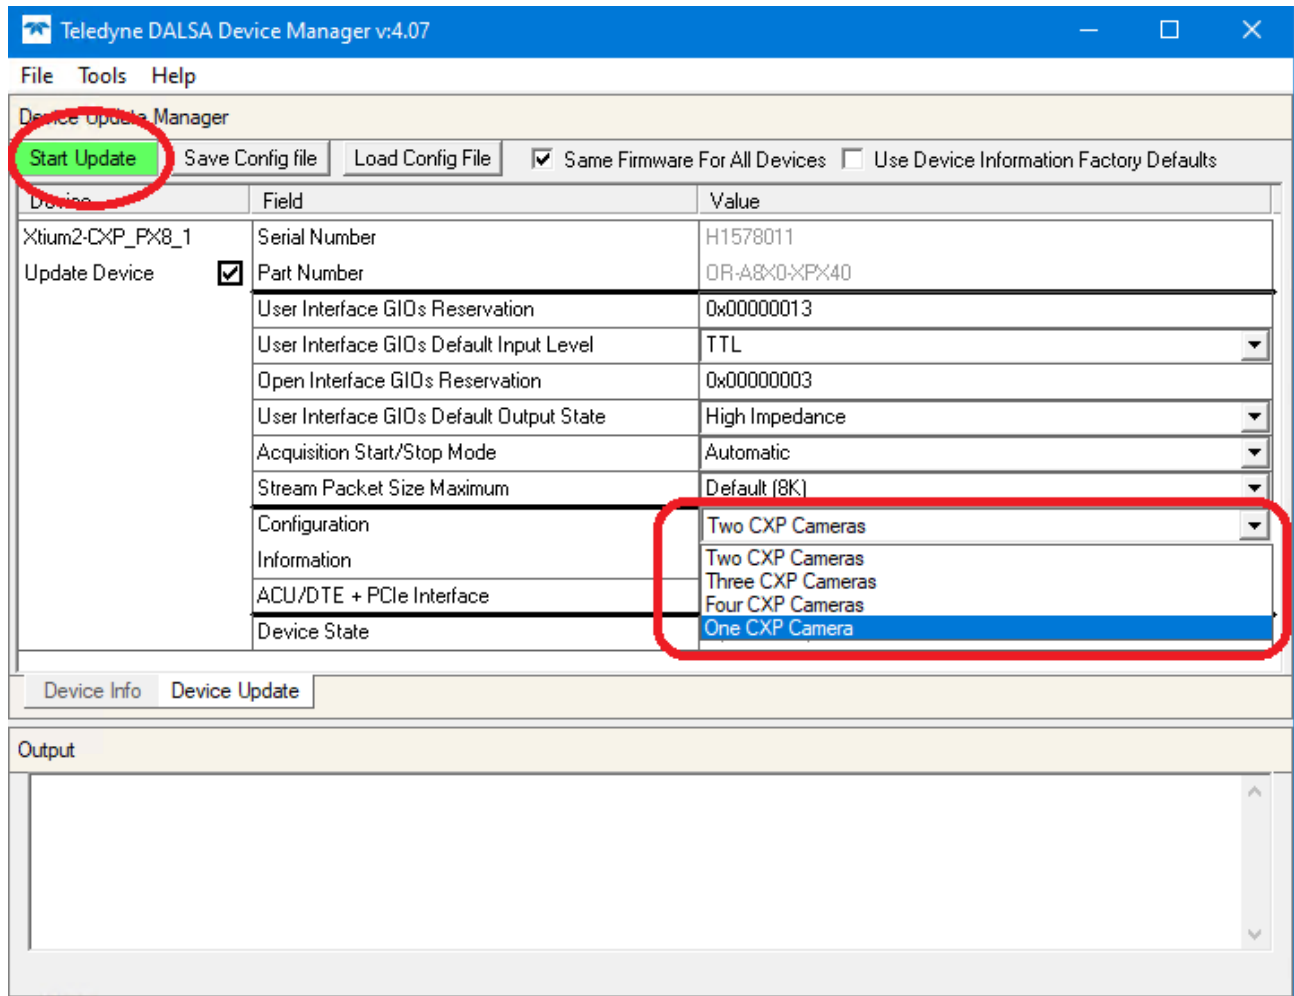 Teledyne DALSA Device Manager v:4.07
File Tools Help
Device Update Manager
Start Update Save Config file Load Config File Same Firmware For All Devices Use Device Information Factory Defaults
Device Field Value
Xtium2-CXP_PX8_1 Serial Number H1578011
Update Device Part Number OR-A8X0-XPX40
User Interface GIOs Reservation 0x00000013
User Interface GIOs Default Input Level TTL
Open Interface GIOs Reservation 0x00000003
User Interface GIOs Default Output State High Impedance
Acquisition Start/Stop Mode Automatic
Stream Packet Size Maximum Default (8K)
Configuration Two CXP Cameras
Information Two CXP Cameras
Three CXP Cameras
ACU/DTE + PCIe Interface Four CXP Cameras
Device State One CXP Camera
Device Info Device Update
Output